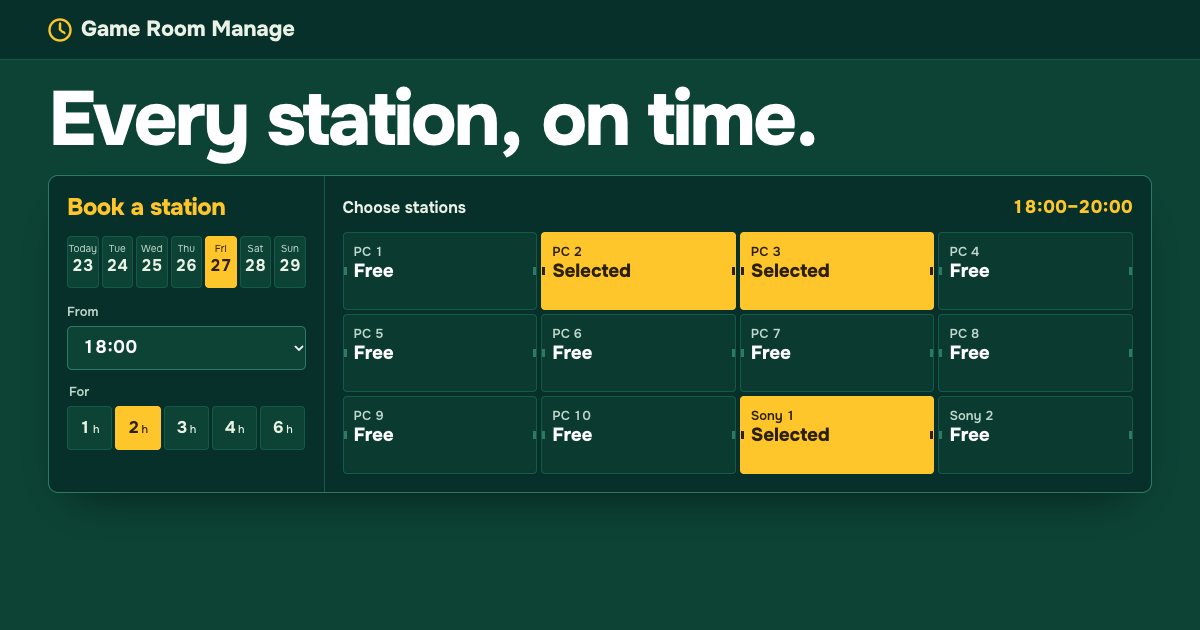 Game Room Manage
Every station, on time.
Book a station
Today Tue Wed Thu Fri Sat Sun
23 24 25 26 27 28 29
From
18:00
For
1 h 2 h 3 h 4 h 6 h
Choose stations 18:00–20:00
PC 1 PC 2 PC 3 PC 4
Free Selected Selected Free
PC 5 PC 6 PC 7 PC 8
Free Free Free Free
PC 9 PC 10 Sony 1 Sony 2
Free Free Selected Free